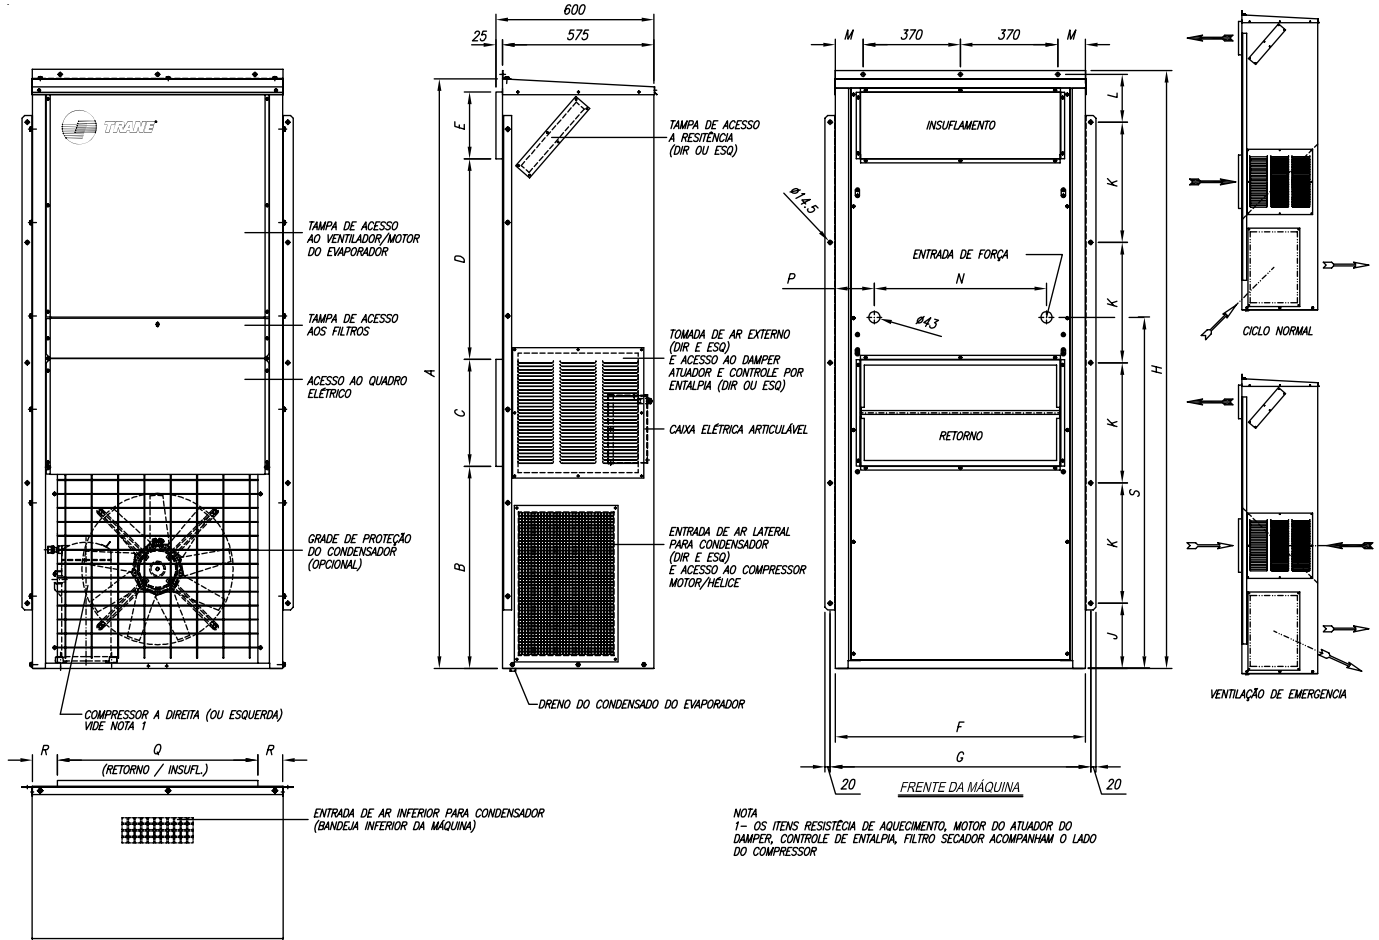 TRANE
TAMPA DE ACESSO
AO VENTILADOR/MOTOR
DO EVAPORADOR
TAMPA DE ACESSO
AOS FILTROS
ACESSO AO QUADRO
ELÉTRICO
GRADE DE PROTEÇÃO
DO CONDENSADOR
(OPCIONAL)
COMPRESSOR A DIREITA (OU ESQUERDA)
VIDE NOTA 1
R
Q
R
(RETORNO / INSUFL.)
ENTRADA DE AR INFERIOR PARA CONDENSADOR
(BANDEJA INFERIOR DA MÁQUINA)
600
25
575
A
E
D
C
B
TAMPA DE ACESSO
A RESITÊNCIA
(DIR OU ESQ)
TOMADA DE AR EXTERNO
(DIR E ESQ)
E ACESSO AO DAMPER
ATUADOR E CONTROLE POR
ENTALPIA (DIR OU ESQ)
CAIXA ELÉTRICA ARTICULÁVEL
ENTRADA DE AR LATERAL
PARA CONDENSADOR
(DIR E ESQ)
E ACESSO AO COMPRESSOR
MOTOR/HÉLICE
DRENO DO CONDENSADO DO EVAPORADOR
M
370
370
M
INSUFLAMENTO
ø14.5
ENTRADA DE FORÇA
P
N
ø43
RETORNO
L
K
K
K
K
J
S
H
F
G
20
20
FRENTE DA MÁQUINA
NOTA
1- OS ITENS RESISTÊCIA DE AQUECIMENTO, MOTOR DO ATUADOR DO
DAMPER, CONTROLE DE ENTALPIA, FILTRO SECADOR ACOMPANHAM O LADO
DO COMPRESSOR
CICLO NORMAL
VENTILAÇÃO DE EMERGENCIA